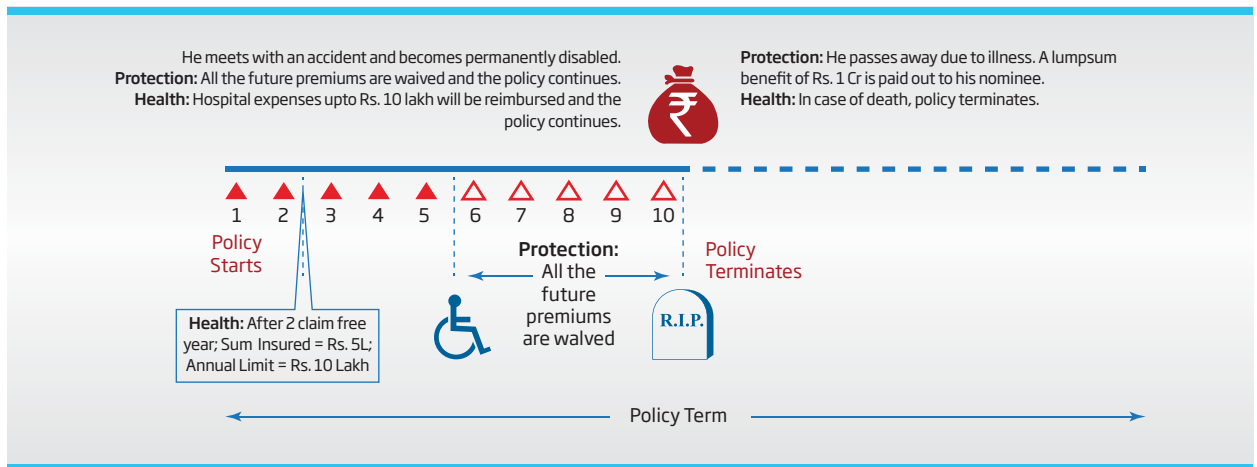 He meets with an accident and becomes permanently disabled.
Protection: All the future premiums are waived and the policy continues.
Health: Hospital expenses upto Rs. 10 lakh will be reimbursed and the
policy continues.
₹
Protection: He passes away due to illness. A lumpsum
benefit of Rs. 1 Cr is paid out to his nominee.
Health: In case of death, policy terminates.
1 2 3 4 5 6 7 8 9 10
Policy
Starts
Protection:
All the
future
premiums
are walved
Policy
Terminates
Health: After 2 claim free
year; Sum Insured = Rs. 5L;
Annual Limit = Rs. 10 Lakh
R.I.P.
Policy Term